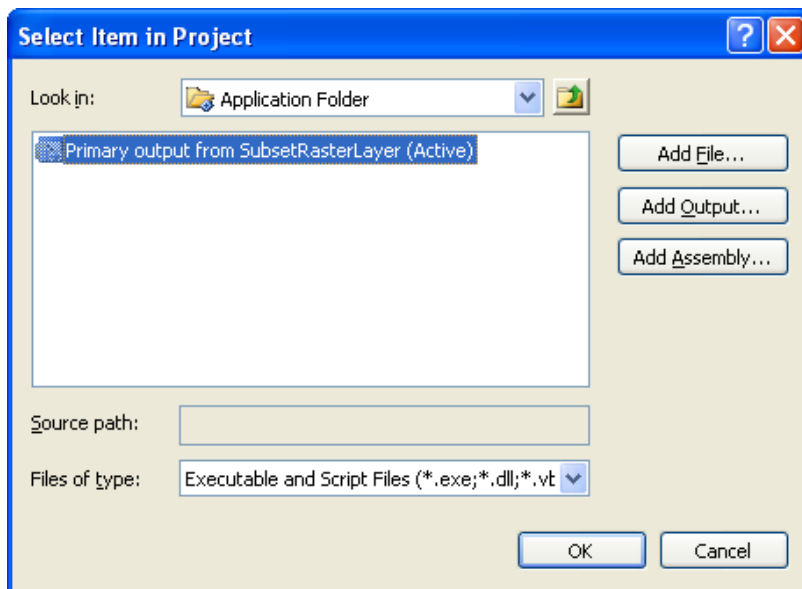 Select Item in Project
Look in:
Application Folder
Primary output from SubsetRasterLayer (Active)
Add File...
Add Output...
Add Assembly...
Source path:
Files of type:
Executable and Script Files (*.exe;*.dll;*.vb
OK
Cancel